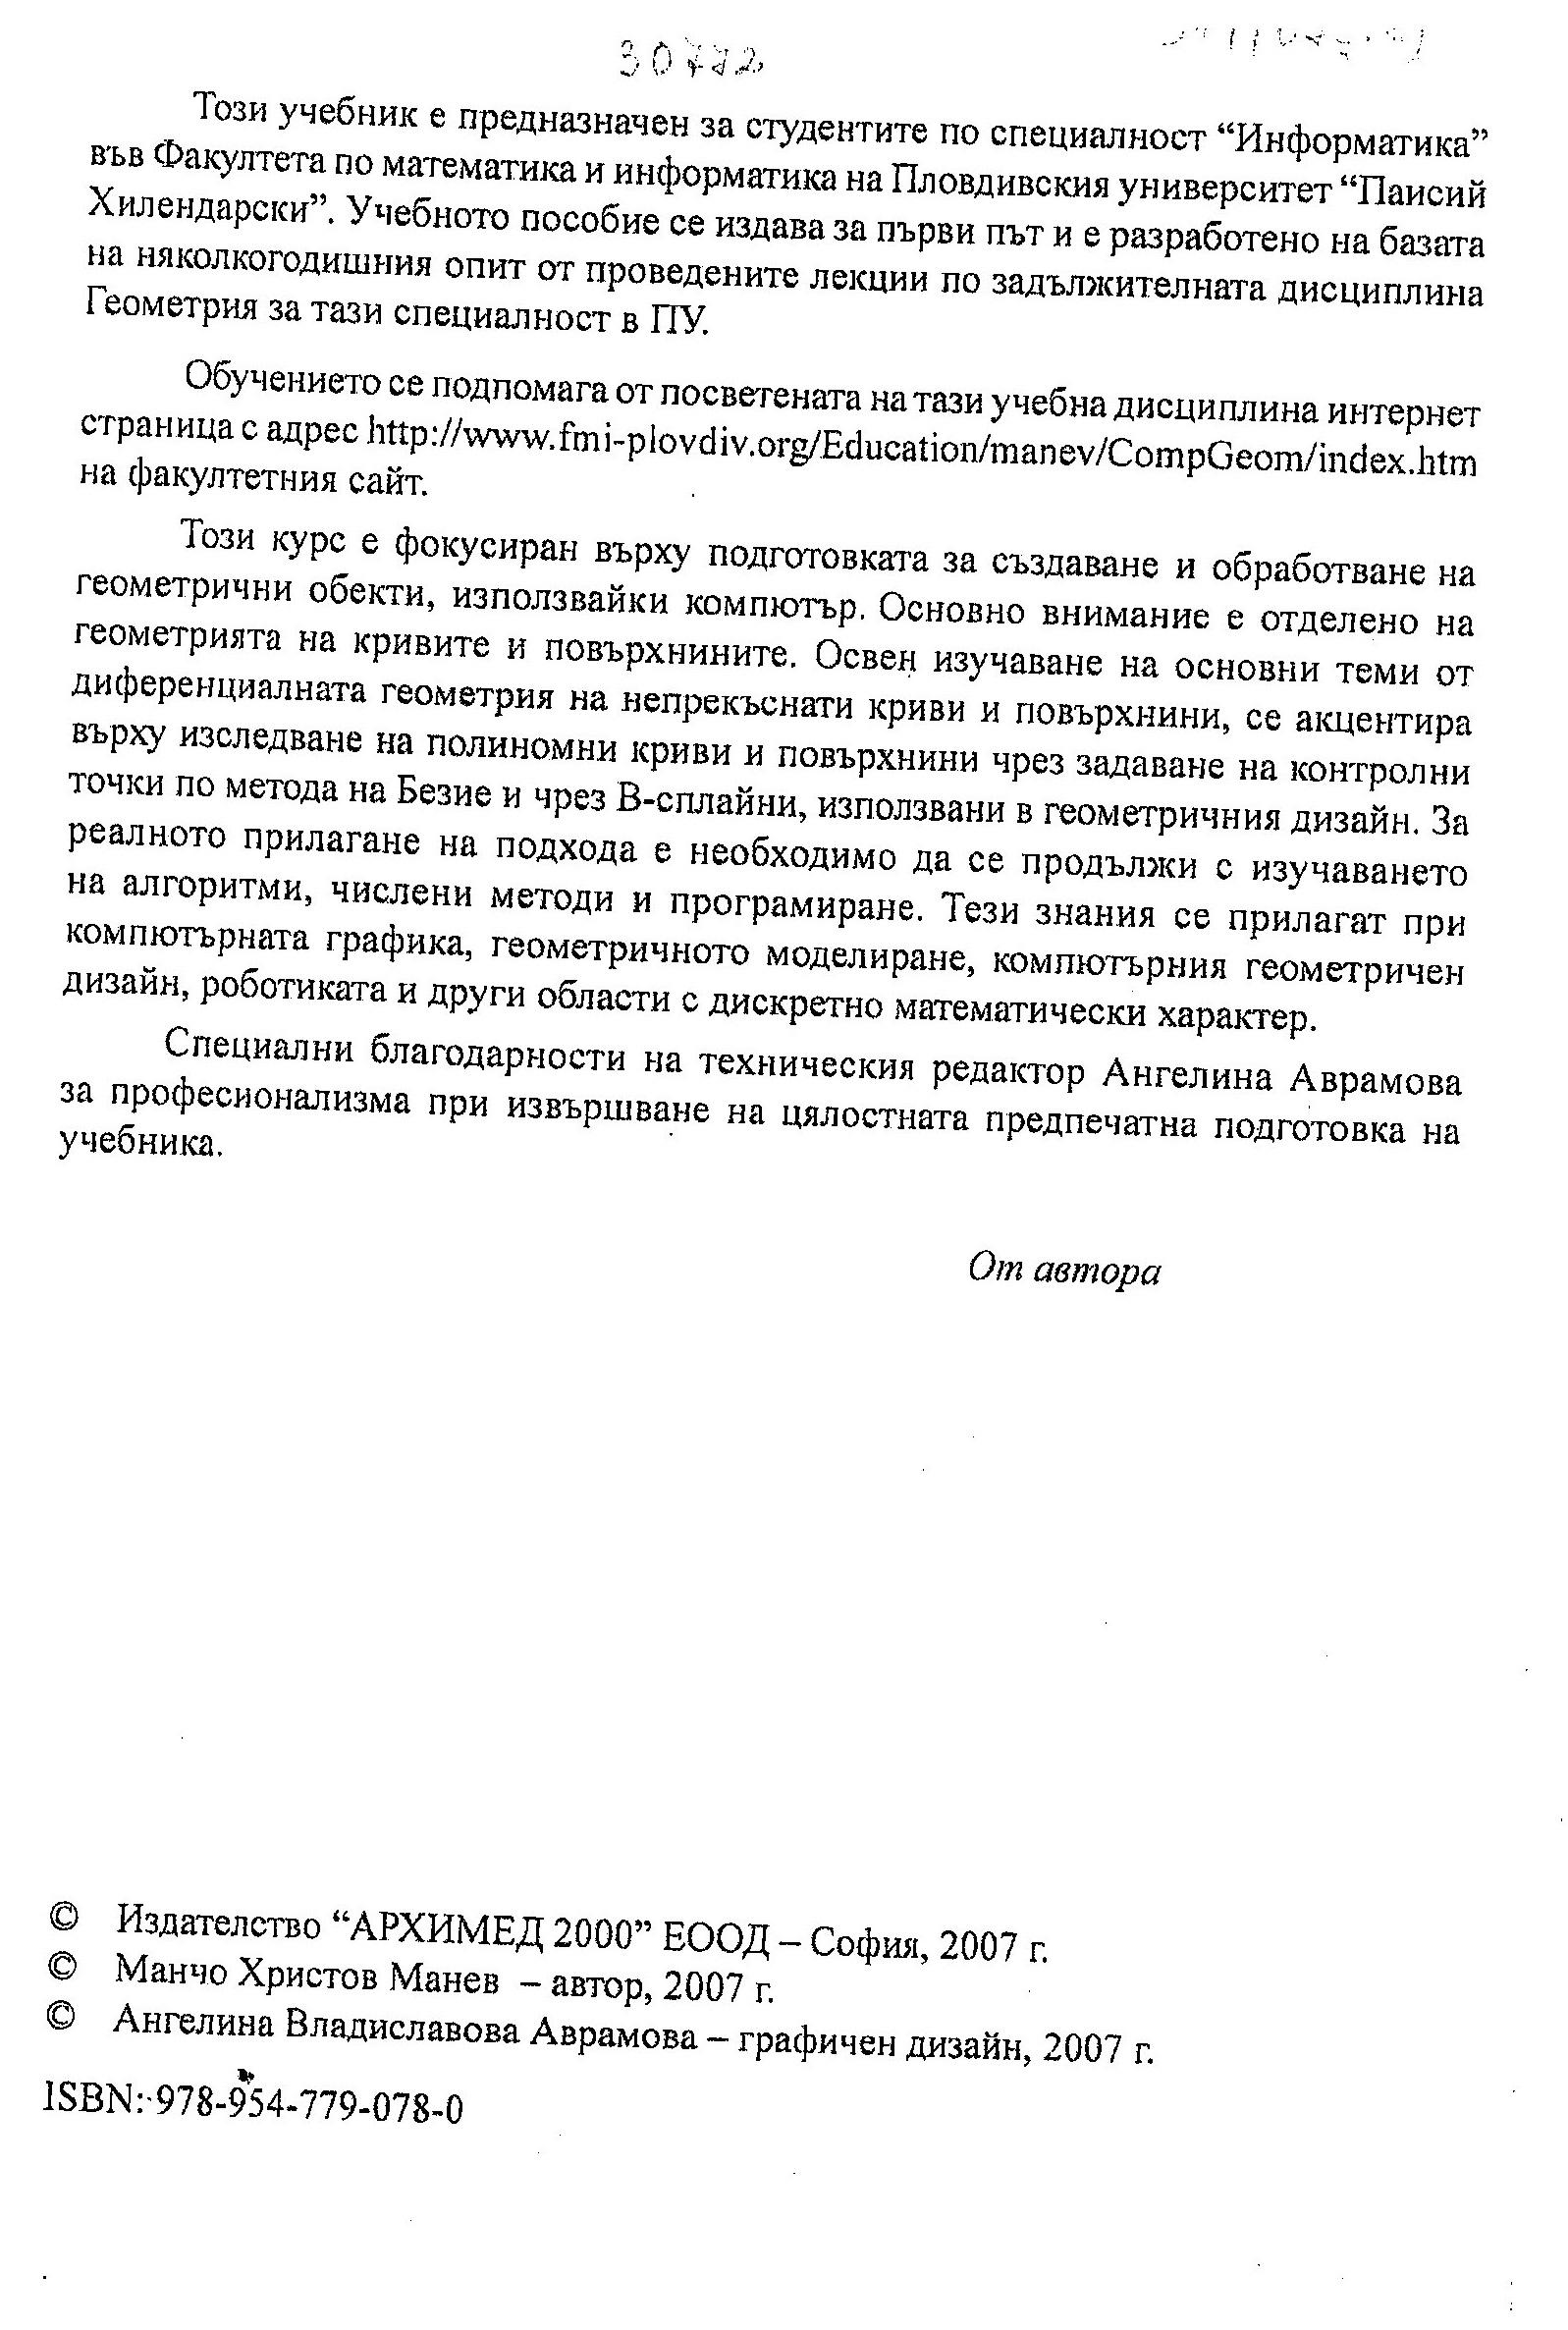 Този учебник е предназначен за студентите по специалност “Информатика”
във Факултета по математика и информатика на Пловдивския университет “Паисий
Хилендарски”. Учебното пособие се издава за първи път и е разработено на базата
на няколкогодишния опит от проведените лекции по задължителната дисциплина
Геометрия за тази специалност в ПУ.
Обучението се подпомага от посветената на тази учебна дисциплина интернет
страница с адрес http://www.fmi-plovdiv.org/Education/manev/CompGeom/index.htm
на факултетния сайт.
Този курс е фокусиран върху подготовката за създаване и обработване на
геометрични обекти, използвайки компютър. Основно внимание е отделено на
геометрията на кривите и повърхнините. Освен изучаване на основни теми от
диференциалната геометрия на непрекъснати криви и повърхнини, се акцентира
върху изследване на полиномни криви и повърхнини чрез задаване на контролни
точки по метода на Безие и чрез В-сплайни, използвани в геометричния дизайн. За
реалното прилагане на подхода е необходимо да се продължи с изучаването
на алгоритми, числени методи и програмиране. Тези знания се прилагат при
компютърната графика, геометричното моделиране, компютърния геометричен
дизайн, роботиката и други области с дискретно математически характер.
Специални благодарности на техническия редактор Ангелина Аврамова
за професионализма при извършване на цялостната предпечатна подготовка на
учебника.
От автора
© Издателство “АРХИМЕД 2000” ЕООД – София, 2007 г.
© Манчо Христов Манев – автор, 2007 г.
© Ангелина Владиславова Аврамова – графичен дизайн, 2007 г.
ISBN: 978-954-779-078-0